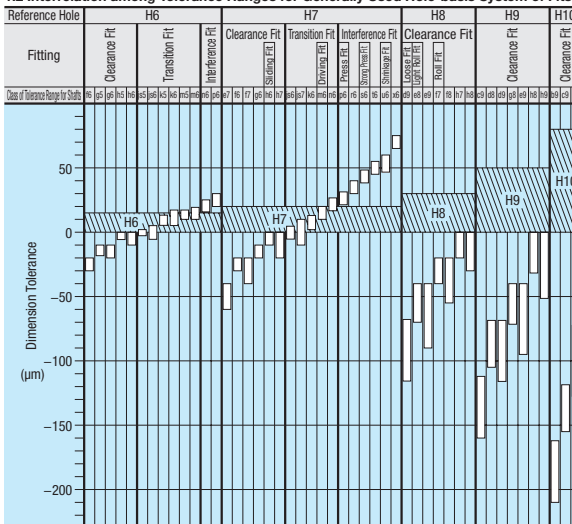 Reference Hole H6 H7 H8 H9 H10
Fitting
Clearance Fit Transition Fit Interference Fit Clearance Fit Transition Fit Interference Fit Clearance Fit Clearance Fit Clearance Fit
Sliding Fit Driving Fit Press Fit Strong Press Fit Shrinkage Fit Loose Fit Light Roll Fit Roll Fit
Class of Tolerance Range for Shafts f6 g5 g6 h5 h6 js5 js6 k5 k6 m5 m6 n6 p6 e7 f6 f7 g6 h6 h7 js6 js7 k6 m6 n6 p6 r6 s6 t6 u6 x6 d9 e8 e9 f7 f8 h7 h8 c9 d8 d9 g8 e9 h8 h9 b9 c9
50
0
−50
−100
−150
−200
Dimension Tolerance
(µm)
H6
H7
H8
H9
H10